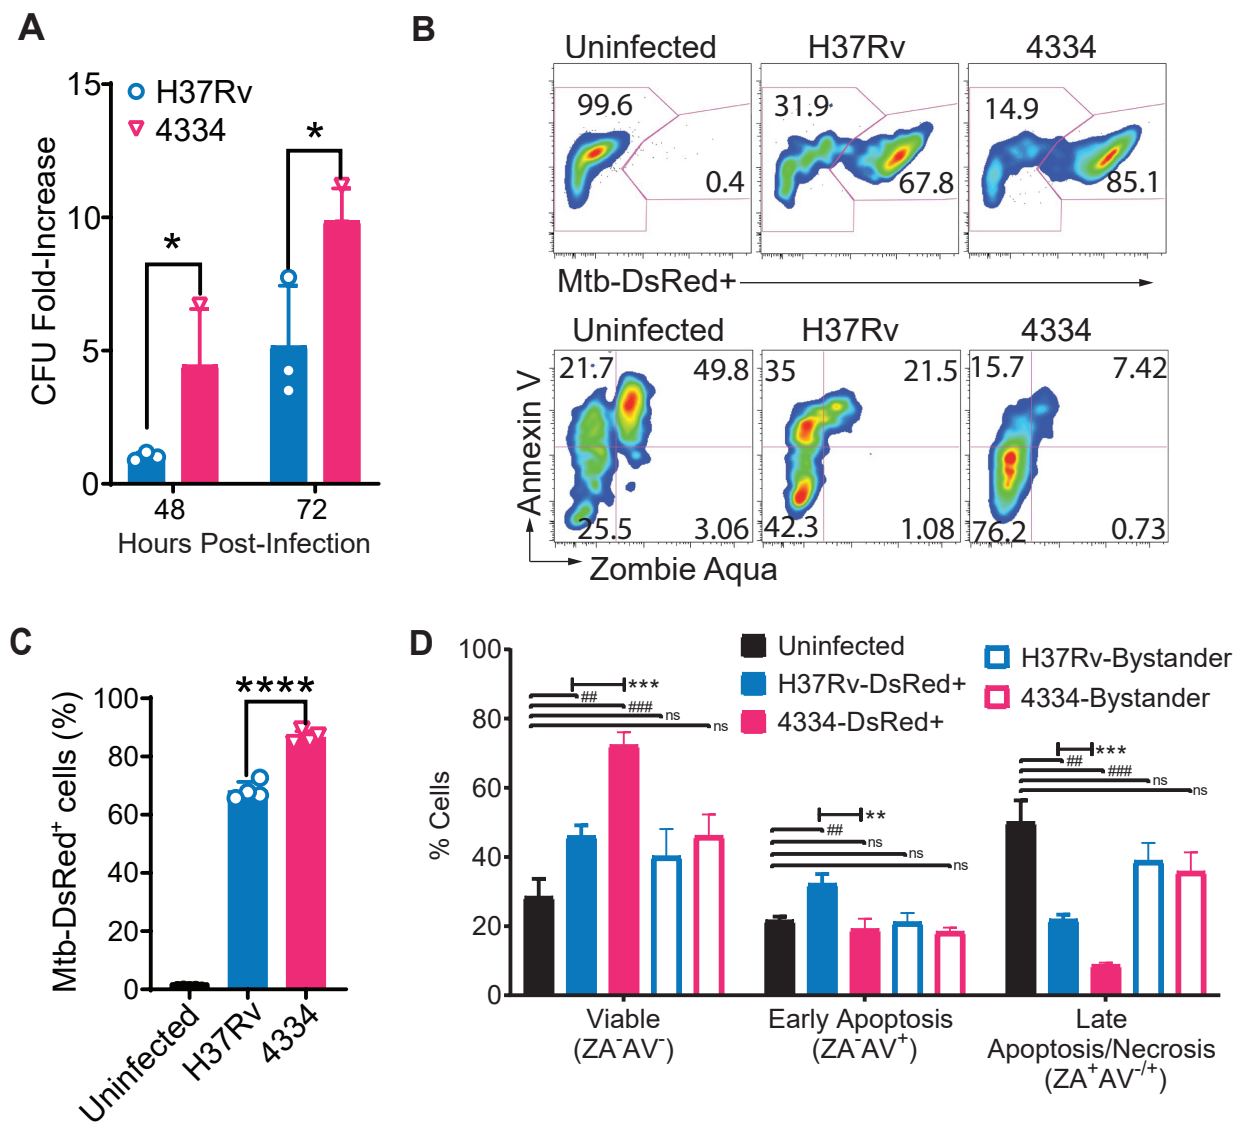 A
15
H37Rv
4334
*
*
10
5
0
CFU Fold-Increase
48
72
Hours Post-Infection
B
Uninfected
H37Rv
4334
99.6
0.4
31.9
67.8
14.9
85.1
Mtb-DsRed+
Uninfected
H37Rv
4334
21.7
49.8
25.5
3.06
35
21.5
42.3
1.08
15.7
7.42
76.2
0.73
Annexin V
Zombie Aqua
C
****
100
80
60
40
20
0
Mtb-DsRed⁺ cells (%)
Uninfected
H37Rv
4334
D
100
80
60
40
20
0
% Cells
Uninfected
H37Rv-DsRed+
4334-DsRed+
H37Rv-Bystander
4334-Bystander
***
##
###
ns
ns
**
##
ns
ns
ns
***
##
###
ns
ns
Viable
(ZA⁻AV⁻)
Early Apoptosis
(ZA⁻AV⁺)
Late
Apoptosis/Necrosis
(ZA⁺AV⁻/⁺)